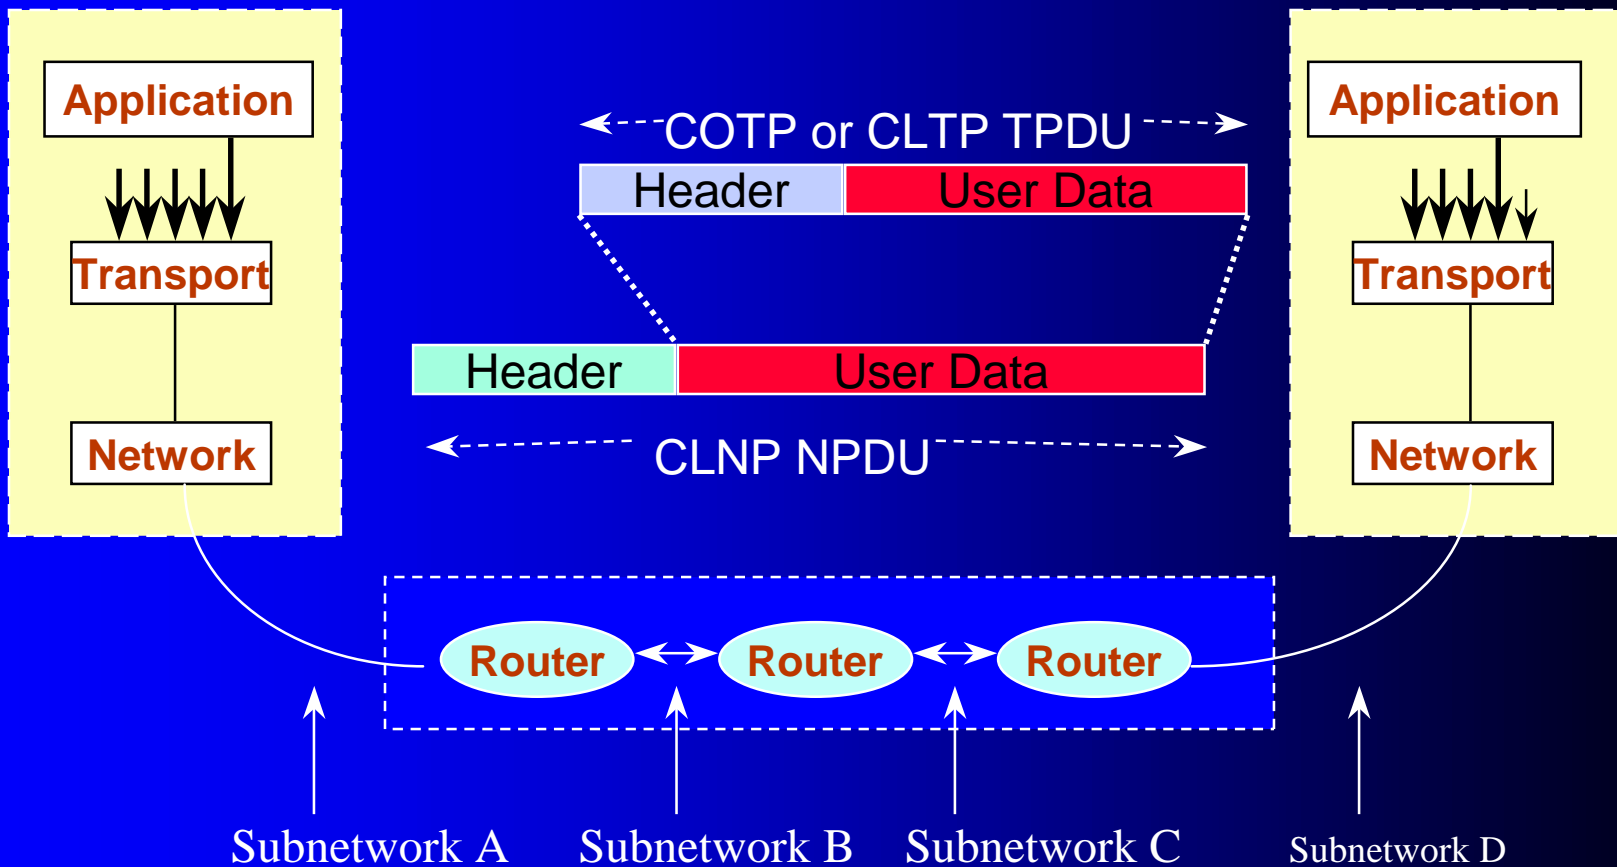 Application
Application
COTP or CLTP TPDU
Header
User Data
Transport
Transport
Header
User Data
Network
CLNP NPDU
Network
Router
Router
Router
Subnetwork A
Subnetwork B
Subnetwork C
Subnetwork D